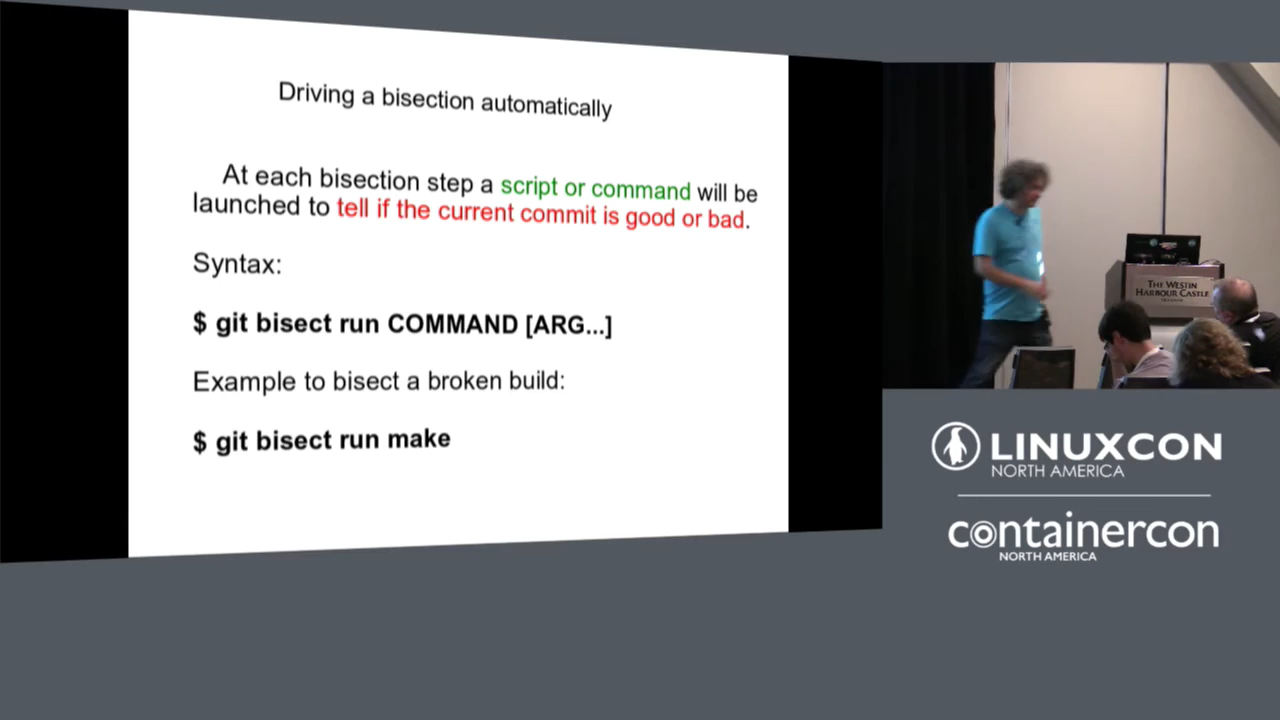 Driving a bisection automatically
At each bisection step a script or command will be
launched to tell if the current commit is good or bad.
Syntax:
$ git bisect run COMMAND [ARG...]
Example to bisect a broken build:
$ git bisect run make
THE WESTIN
HARBOUR CASTLE
LINUXCON
NORTH AMERICA
containercon
NORTH AMERICA